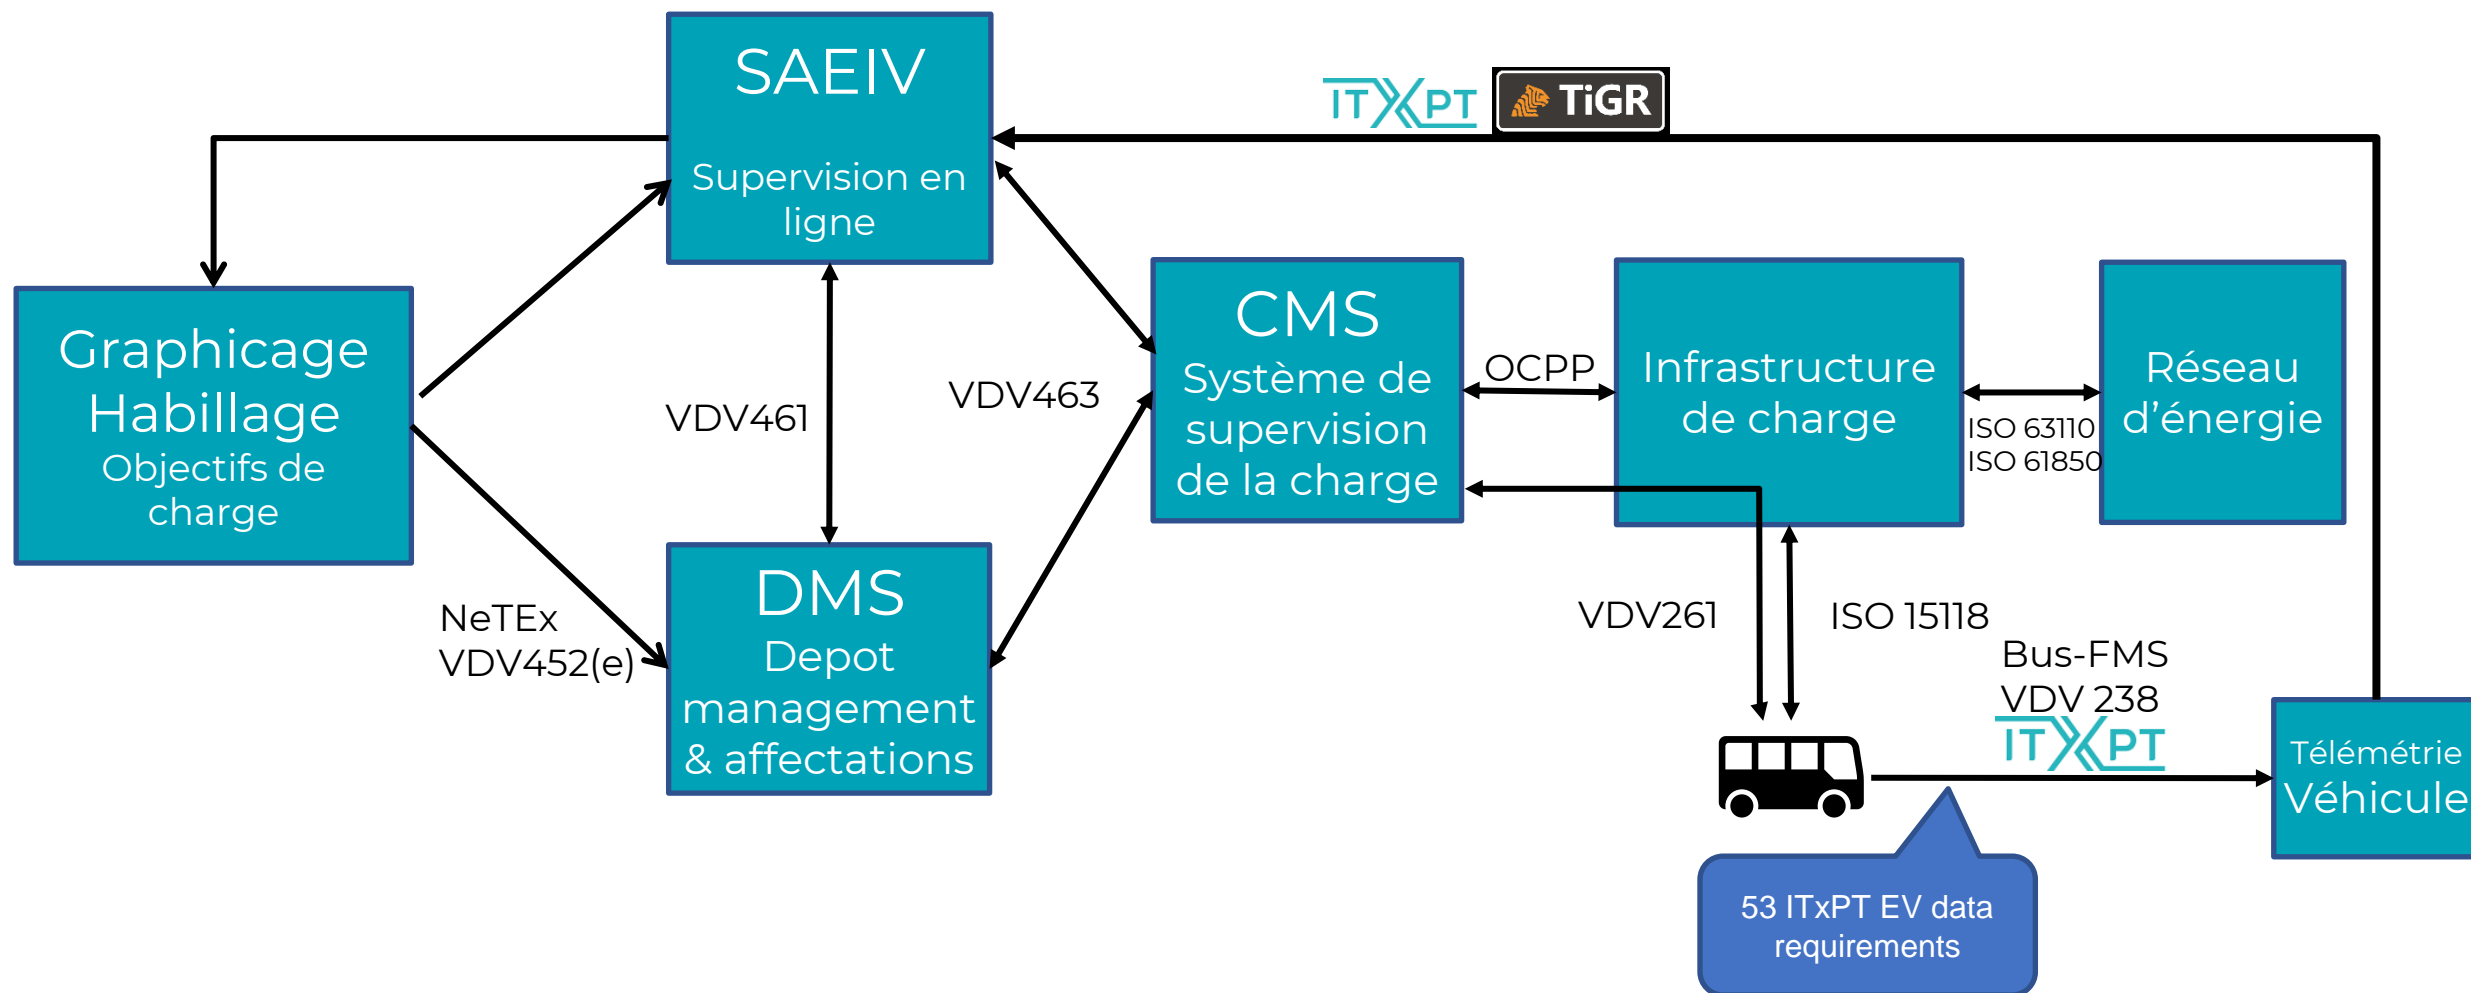 SAEIV
Supervision en
ligne
ITxPT
TiGR
Graphicage
Habillage
Objectifs de
charge
VDV461
VDV463
CMS
Système de
supervision
de la charge
OCPP
Infrastructure
de charge
ISO 63110
ISO 61850
Réseau
d’énergie
NeTEx
VDV452(e)
DMS
Depot
management
& affectations
VDV261
ISO 15118
Bus-FMS
VDV 238
ITxPT
Télémétrie
Véhicule
53 ITxPT EV data
requirements